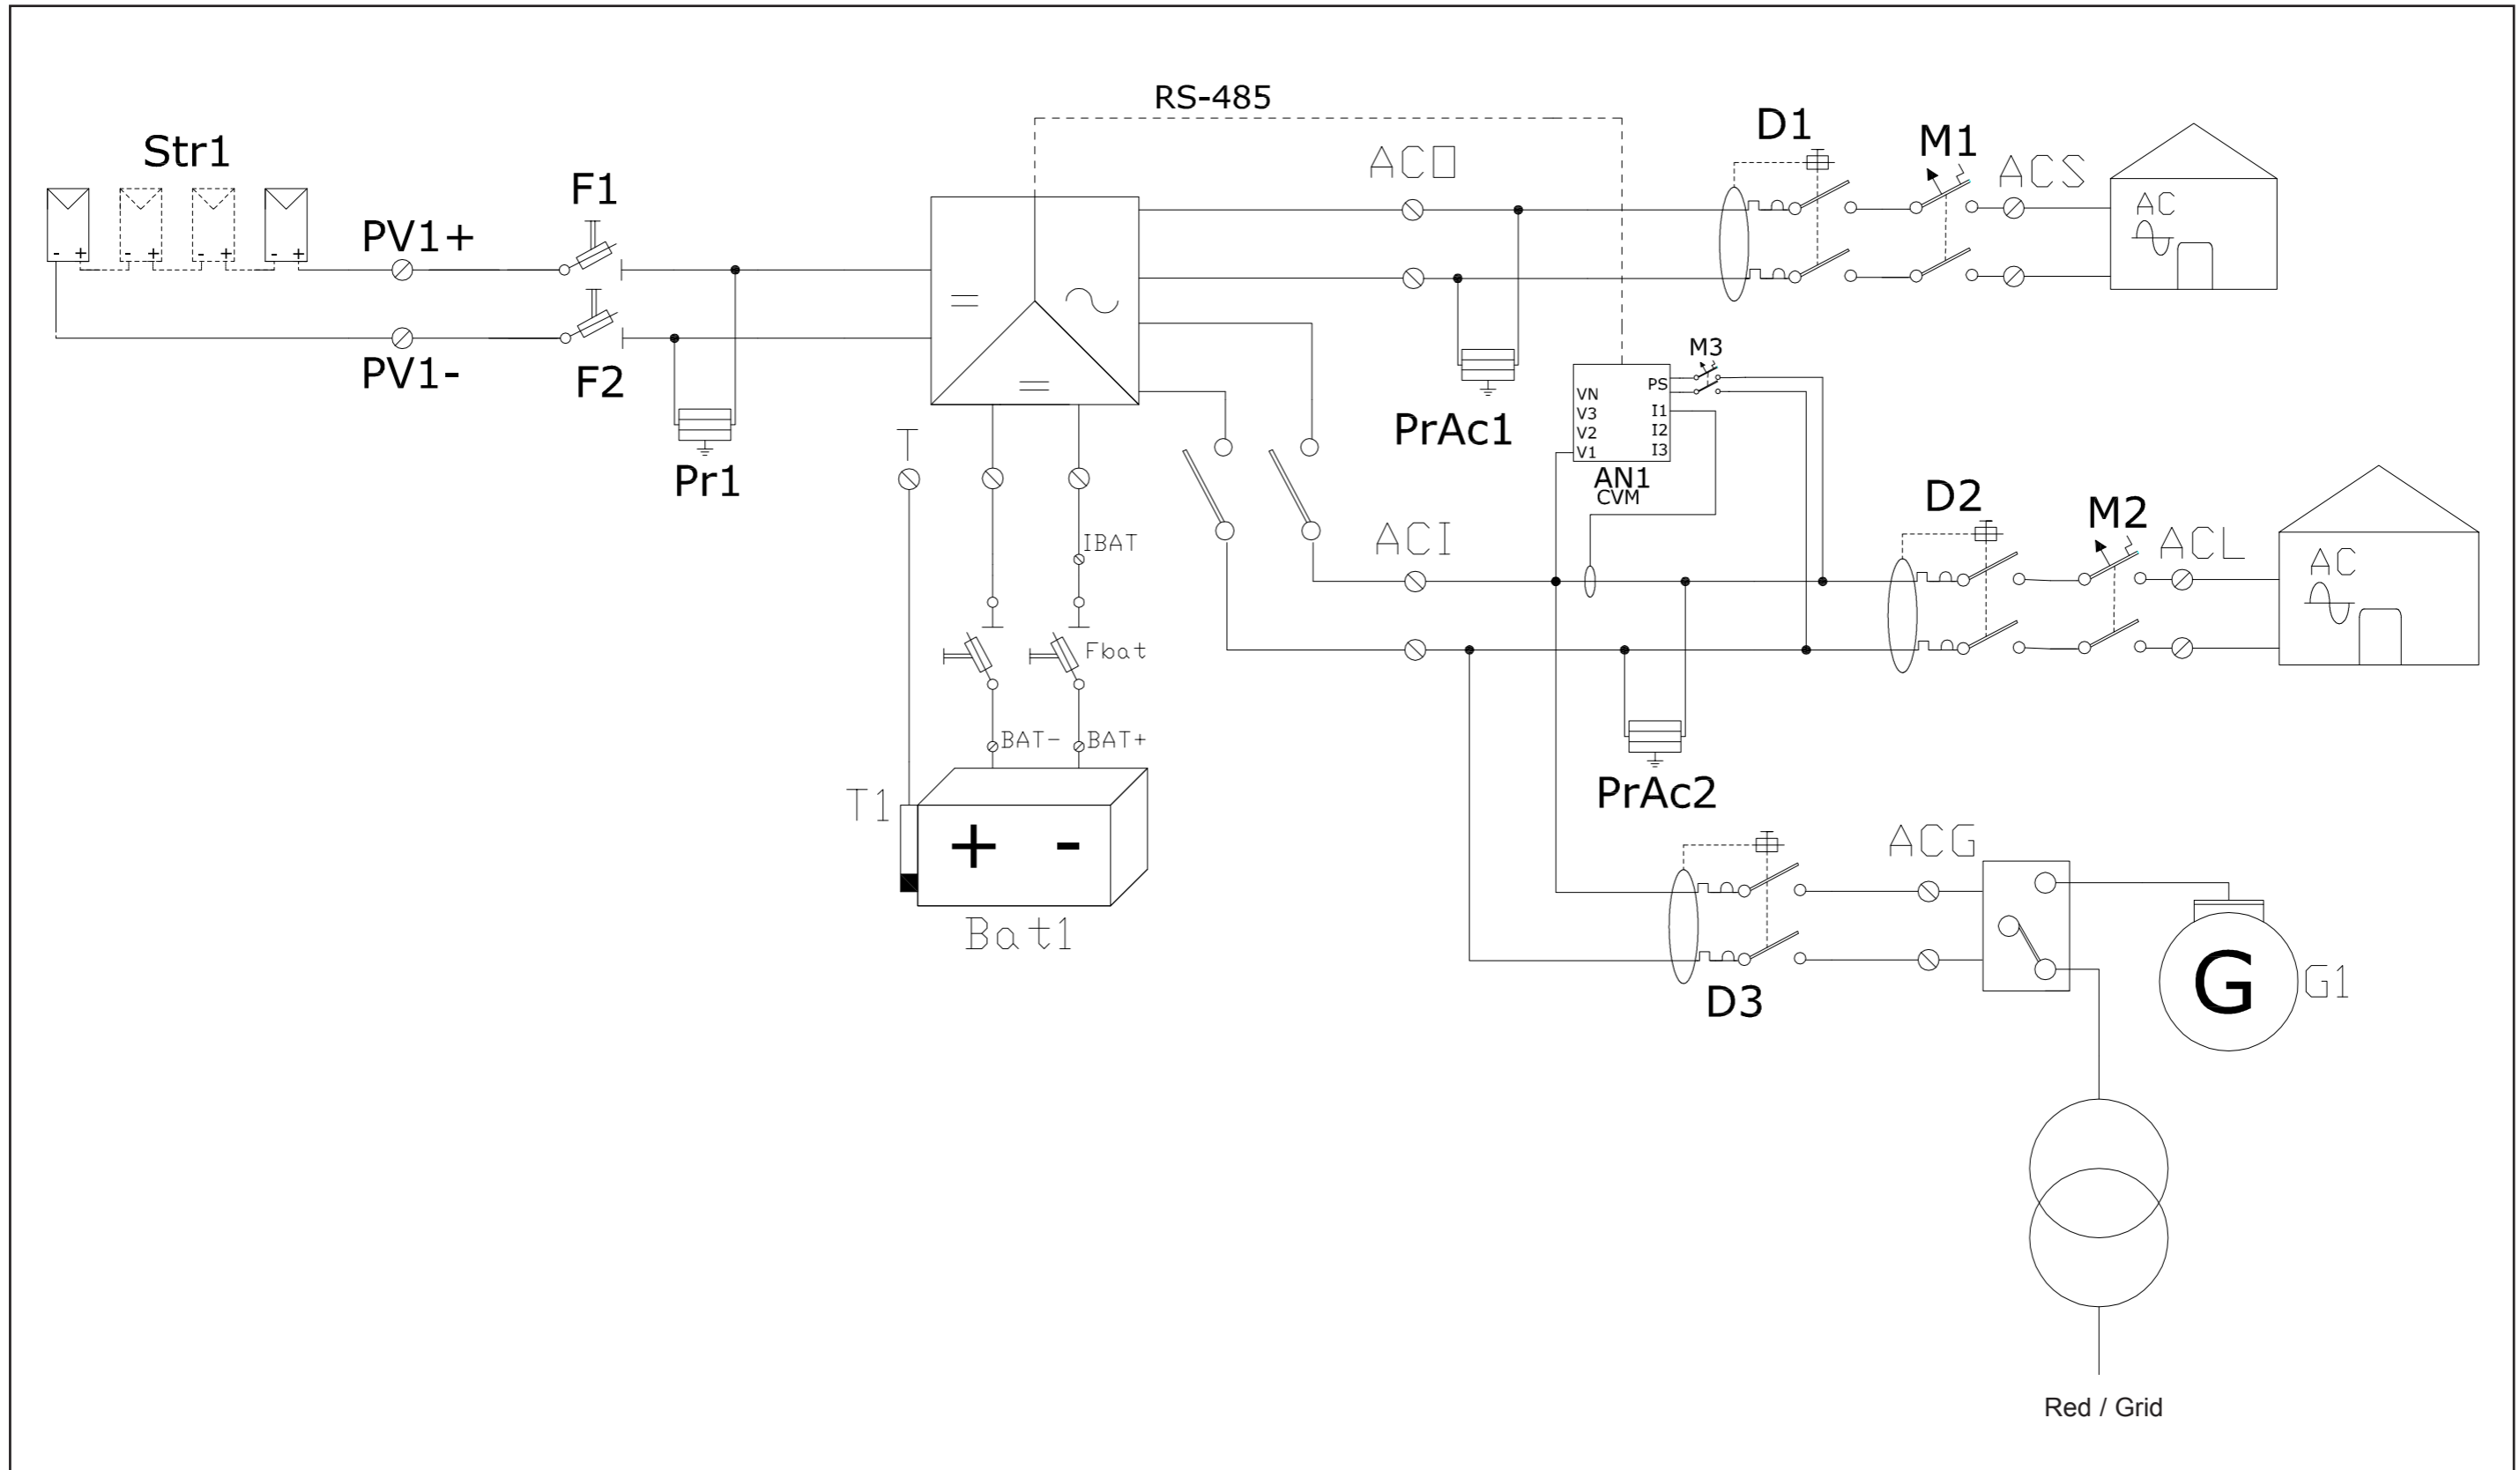 RS-485
D1
M1
ACO
ACS
Str1
F1
AC
PV1+
- +
- +
- +
- +
F2
PV1-
M3
PS
VN
V3
V2
V1
I1
I2
I3
AN1
CVM
PrAc1
Pr1
D2
M2
ACI
ACL
IBAT
AC
Fbat
BAT-
BAT+
PrAc2
T1
+ -
ACG
Bat1
G
G1
D3
Red / Grid